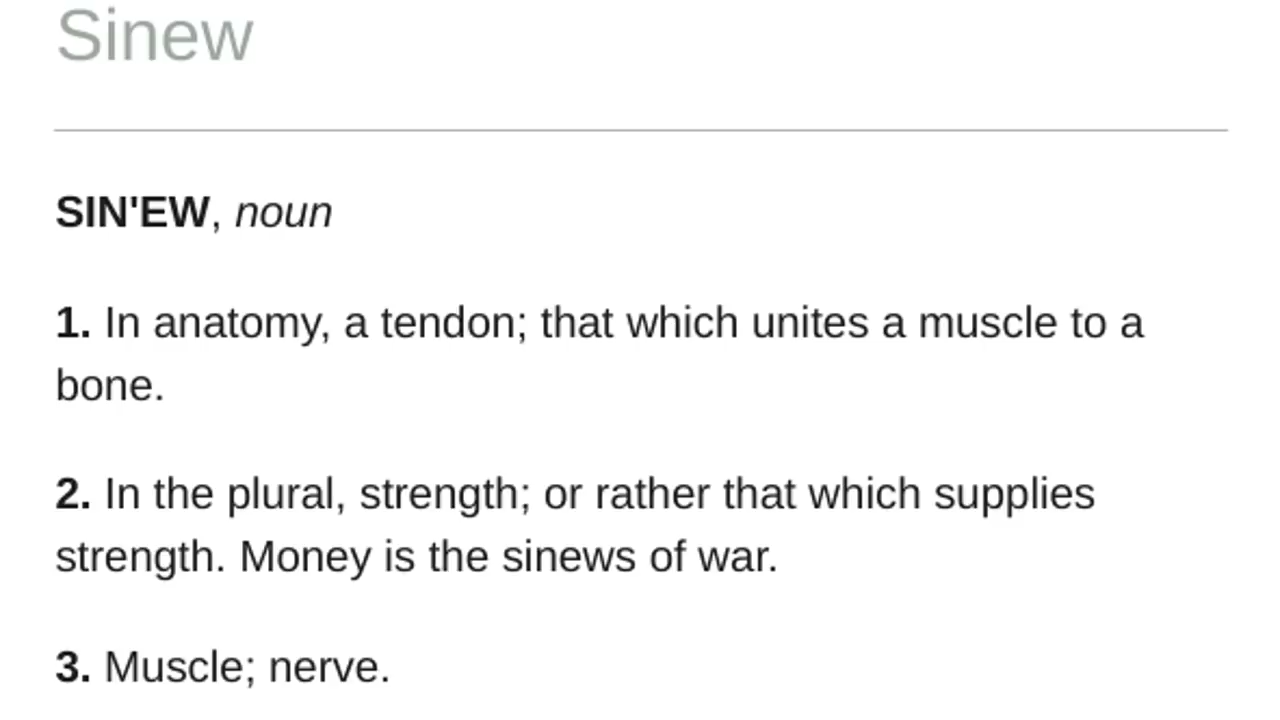 Sinew
SIN'EW, noun
1. In anatomy, a tendon; that which unites a muscle to a
bone.
2. In the plural, strength; or rather that which supplies
strength. Money is the sinews of war.
3. Muscle; nerve.